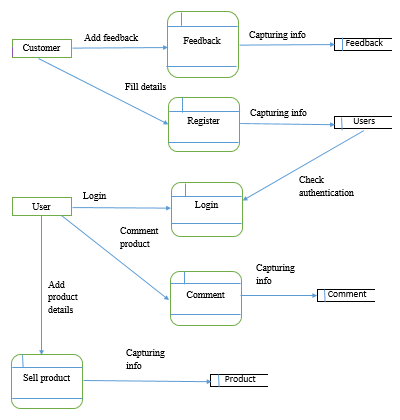 Add feedback
Customer
Feedback
Capturing info
Feedback
Fill details
Register
Capturing info
Users
Check
authentication
Login
User
Login
Comment
product
Capturing
info
Add
product
details
Comment
Comment
Capturing
info
Sell product
Product